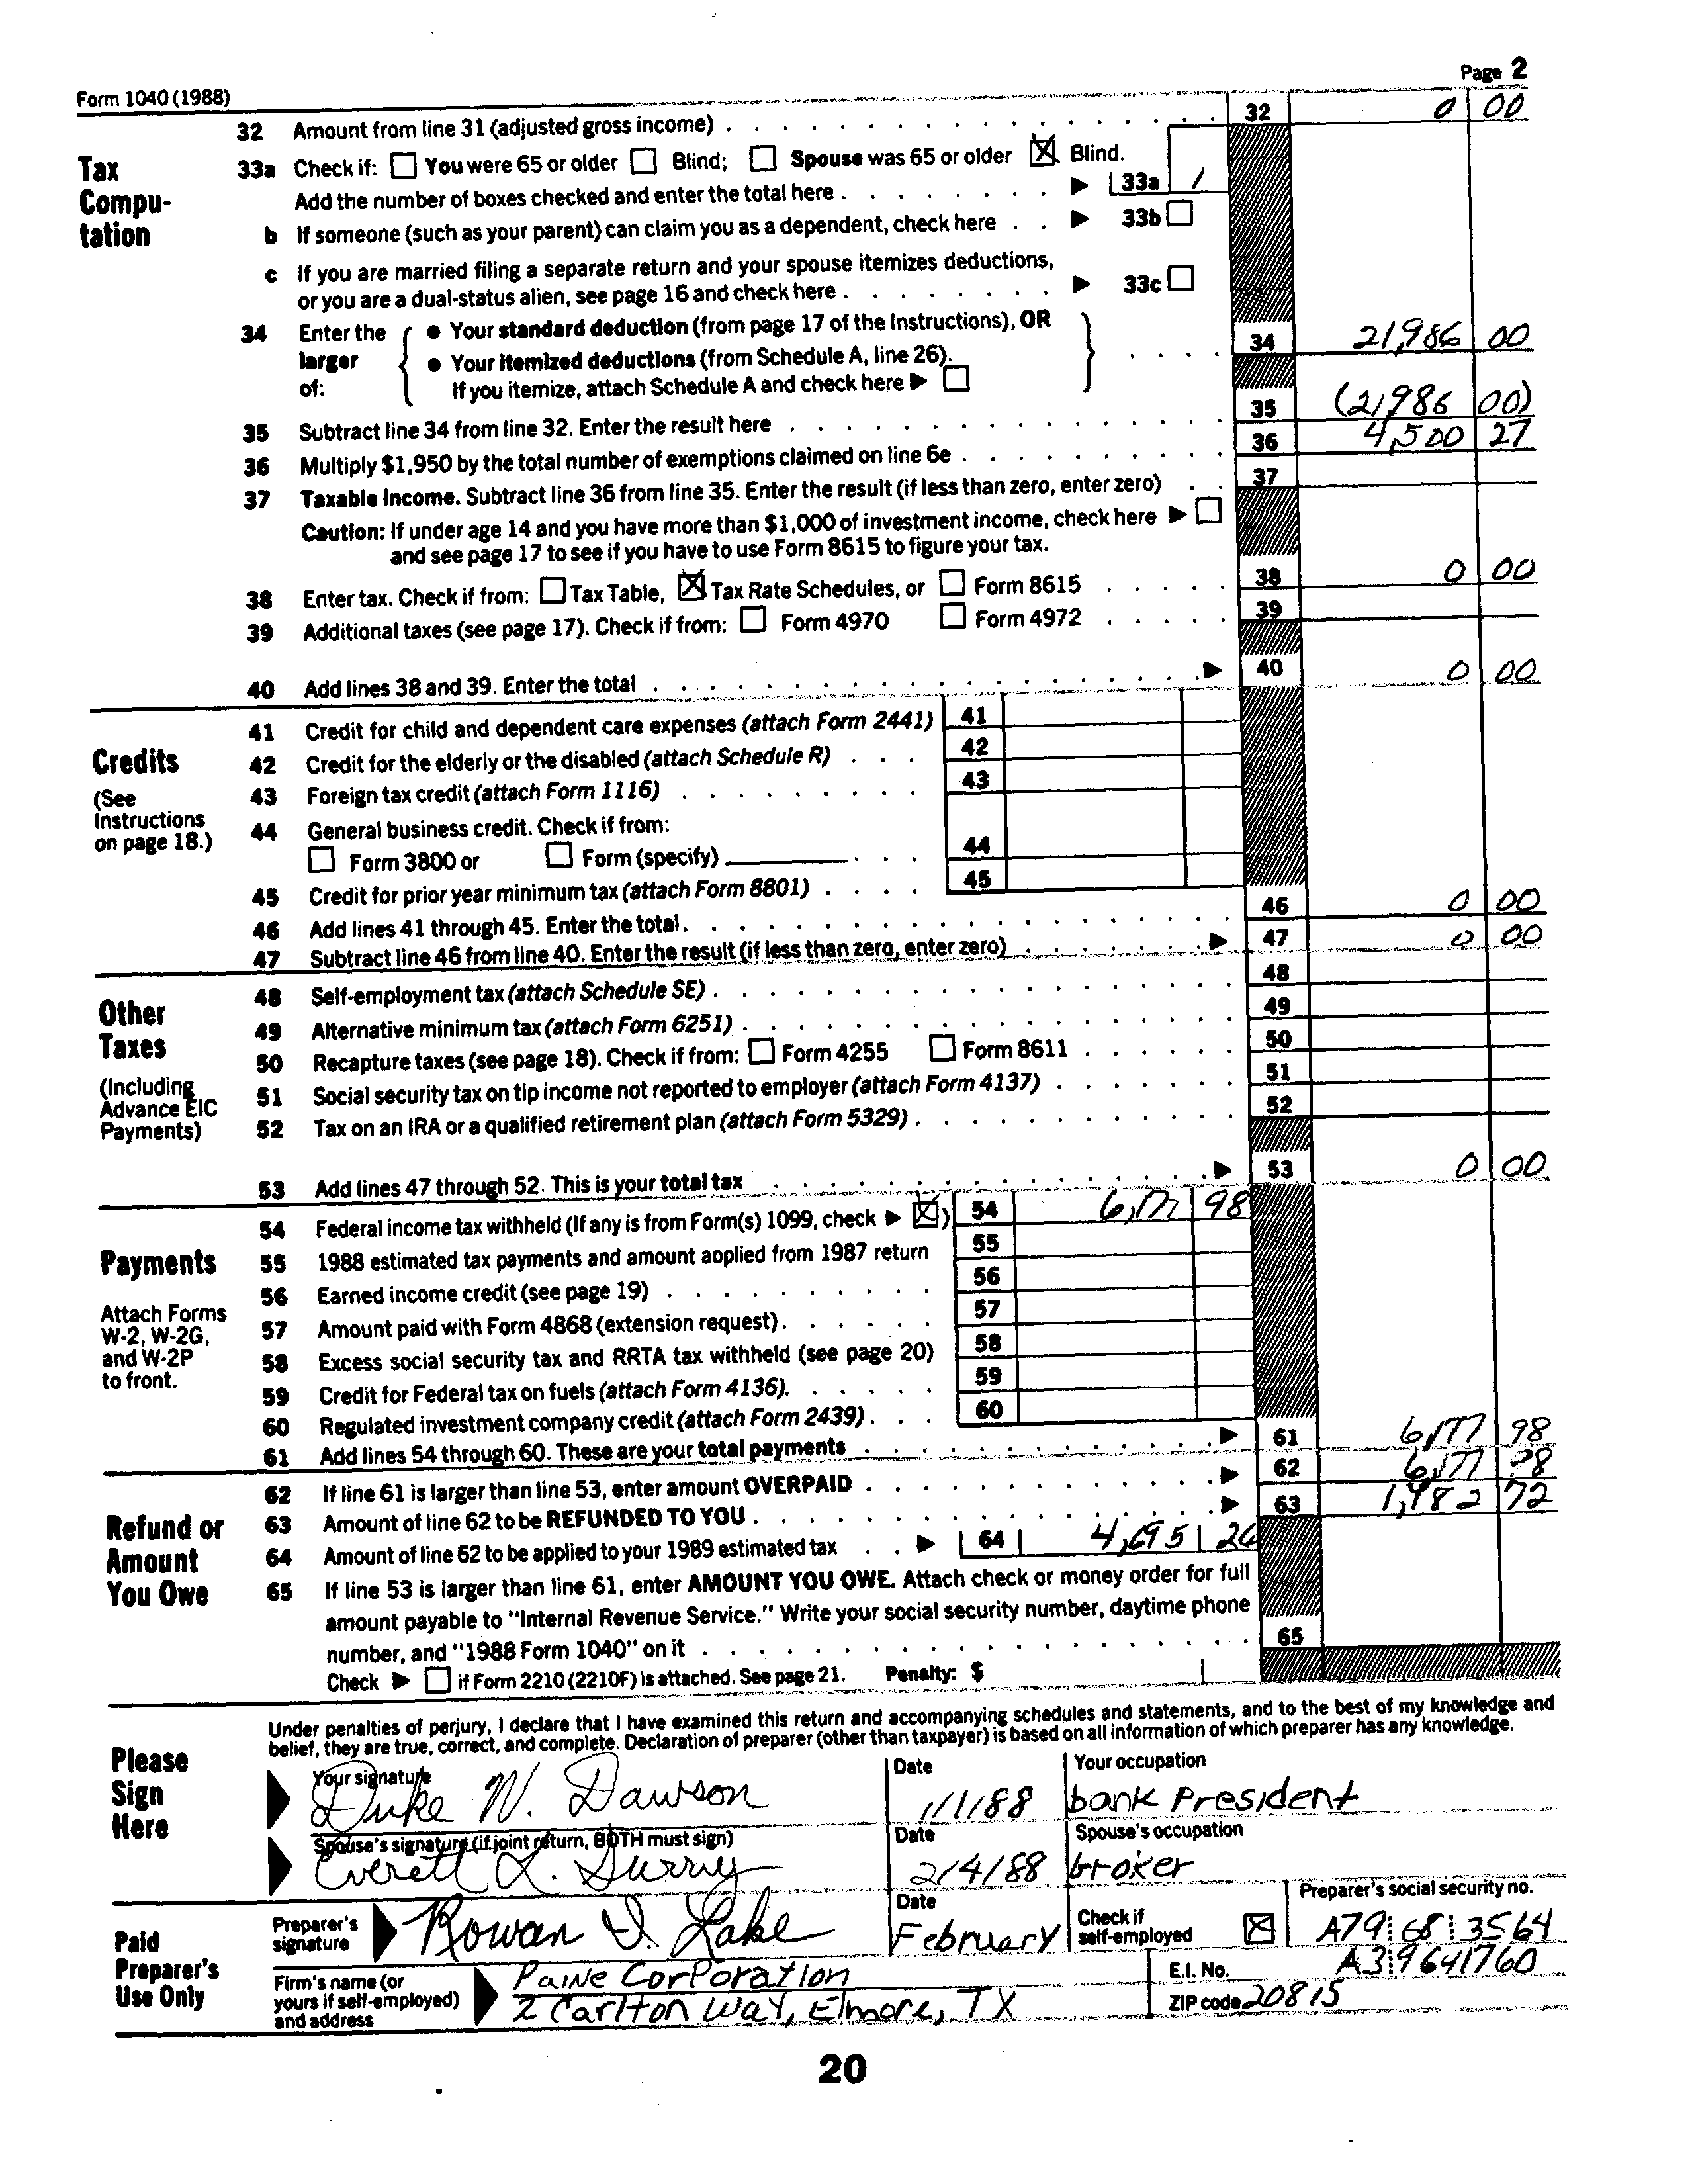 Form 1040 (1988) Page 2
Tax Computation
32 Amount from line 31 (adjusted gross income) 32 0 00
33a Check if: ☐ You were 65 or older ☐ Blind; ☐ Spouse was 65 or older ☒ Blind.
Add the number of boxes checked and enter the total here ▶ 33a 1
b If someone (such as your parent) can claim you as a dependent, check here ▶ 33b ☐
c If you are married filing a separate return and your spouse itemizes deductions,
or you are a dual-status alien, see page 16 and check here ▶ 33c ☐
34 Enter the larger of: { ● Your standard deduction (from page 17 of the Instructions), OR
● Your itemized deductions (from Schedule A, line 26).
If you itemize, attach Schedule A and check here ▶ ☐ } 34 21,986 00
35 Subtract line 34 from line 32. Enter the result here 35 (21,986 00)
36 Multiply $1,950 by the total number of exemptions claimed on line 6e 36 4,500 27
37 Taxable income. Subtract line 36 from line 35. Enter the result (if less than zero, enter zero) 37
Caution: If under age 14 and you have more than $1,000 of investment income, check here ▶ ☐
and see page 17 to see if you have to use Form 8615 to figure your tax.
38 Enter tax. Check if from: ☐ Tax Table, ☒ Tax Rate Schedules, or ☐ Form 8615 38 0 00
39 Additional taxes (see page 17). Check if from: ☐ Form 4970 ☐ Form 4972 39
40 Add lines 38 and 39. Enter the total ▶ 40 0 00
Credits
(See Instructions on page 18.)
41 Credit for child and dependent care expenses (attach Form 2441) 41
42 Credit for the elderly or the disabled (attach Schedule R) 42
43 Foreign tax credit (attach Form 1116) 43
44 General business credit. Check if from:
☐ Form 3800 or ☐ Form (specify) 44
45 Credit for prior year minimum tax (attach Form 8801) 45
46 Add lines 41 through 45. Enter the total 46 0 00
47 Subtract line 46 from line 40. Enter the result (if less than zero, enter zero) ▶ 47 0 00
Other Taxes
(Including Advance EIC Payments)
48 Self-employment tax (attach Schedule SE) 48
49 Alternative minimum tax (attach Form 6251) 49
50 Recapture taxes (see page 18). Check if from: ☐ Form 4255 ☐ Form 8611 50
51 Social security tax on tip income not reported to employer (attach Form 4137) 51
52 Tax on an IRA or a qualified retirement plan (attach Form 5329) 52
53 Add lines 47 through 52. This is your total tax ▶ 53 0 00
Payments
Attach Forms W-2, W-2G, and W-2P to front.
54 Federal income tax withheld (If any is from Form(s) 1099, check ▶ ☒) 54 6,177 98
55 1988 estimated tax payments and amount applied from 1987 return 55
56 Earned income credit (see page 19) 56
57 Amount paid with Form 4868 (extension request) 57
58 Excess social security tax and RRTA tax withheld (see page 20) 58
59 Credit for Federal tax on fuels (attach Form 4136). 59
60 Regulated investment company credit (attach Form 2439) 60
61 Add lines 54 through 60. These are your total payments ▶ 61 6,177 98
Refund or Amount You Owe
62 If line 61 is larger than line 53, enter amount OVERPAID ▶ 62 6,177 98
63 Amount of line 62 to be REFUNDED TO YOU ▶ 63 1,482 72
64 Amount of line 62 to be applied to your 1989 estimated tax ▶ 64 4,695 26
65 If line 53 is larger than line 61, enter AMOUNT YOU OWE. Attach check or money order for full
amount payable to "Internal Revenue Service." Write your social security number, daytime phone
number, and "1988 Form 1040" on it 65
Check ▶ ☐ if Form 2210 (2210F) is attached. See page 21. Penalty: $
Please Sign Here
Under penalties of perjury, I declare that I have examined this return and accompanying schedules and statements, and to the best of my knowledge and
belief, they are true, correct, and complete. Declaration of preparer (other than taxpayer) is based on all information of which preparer has any knowledge.
Your signature Date Your occupation
Duke W. Dawson 1/1/88 bank President
Spouse's signature (if joint return, BOTH must sign) Date Spouse's occupation
Everett L. Surry 2/4/88 broker
Paid Preparer's Use Only
Preparer's signature Rowan I. Lake Date February Check if self-employed ☒ Preparer's social security no. A79 68 3564
Firm's name (or yours if self-employed) and address Paine Corporation E.I. No. A3 9641760
2 Carlton Way, Elmore, TX ZIP code 20815
20